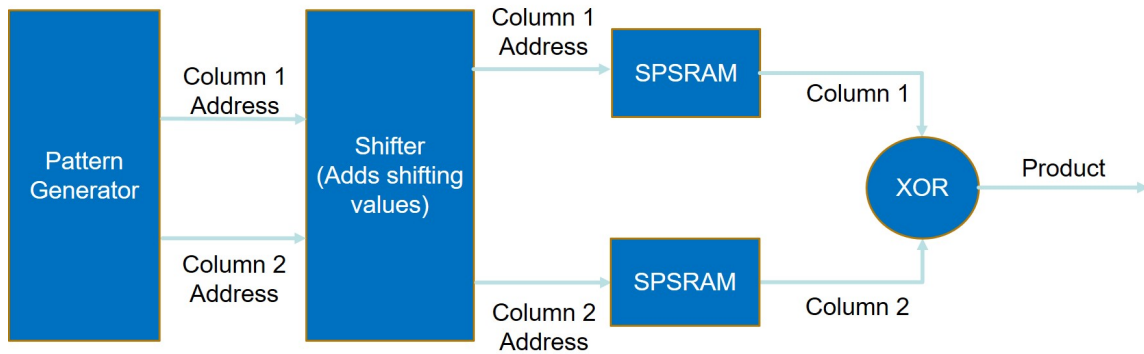 Pattern
Generator
Column 1
Address
Column 2
Address
Shifter
(Adds shifting
values)
Column 1
Address
Column 2
Address
SPSRAM
SPSRAM
Column 1
Column 2
XOR
Product